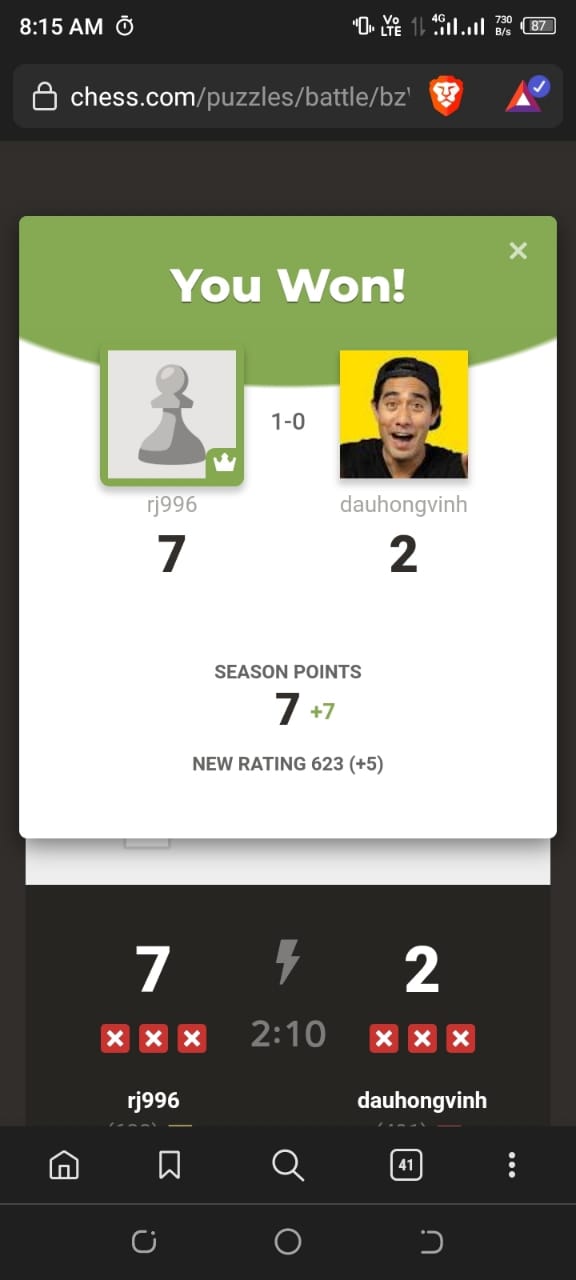 8:15 AM
Vo LTE 4G 730 B/s 87
chess.com/puzzles/battle/bz
You Won!
1-0
rj996 dauhongvinh
7 2
SEASON POINTS
7 +7
NEW RATING 623 (+5)
7 2
2:10
rj996 dauhongvinh
41